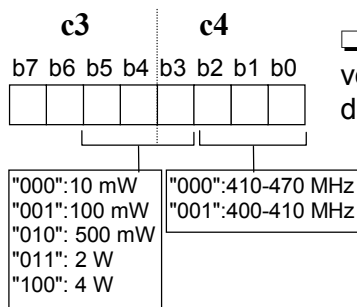 c3 c4
b7 b6 b5 b4 b3 b2 b1 b0
"000":10 mW
"001":100 mW
"010": 500 mW
"011": 2 W
"100": 4 W
"000":410-470 MHz
"001":400-410 MHz